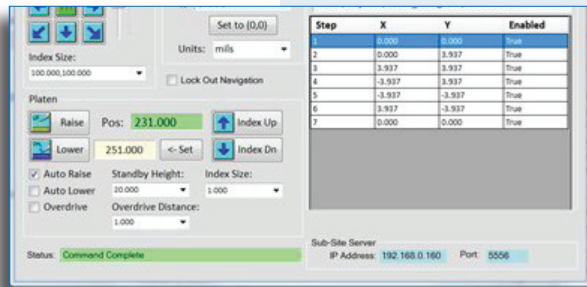 Set to (0,0)
Units: mills
Index Size:
100.000,100.000
Lock Out Navigation
Platen
Raise Pos: 231.000 Index Up
Lower 251.000 <- Set Index Dn
Auto Raise Standby Height: Index Size:
Auto Lower 20.000 1.000
Overdrive Overdrive Distance:
1.000
Status: Command Complete
Step X Y Enabled
1 0.000 0.000 True
2 0.000 3.937 True
3 3.937 3.937 True
4 -3.937 3.937 True
5 -3.937 -3.937 True
6 3.937 -3.937 True
7 0.000 0.000 True
Sub-Site Server
IP Address: 192.168.0.160 Port: 5556